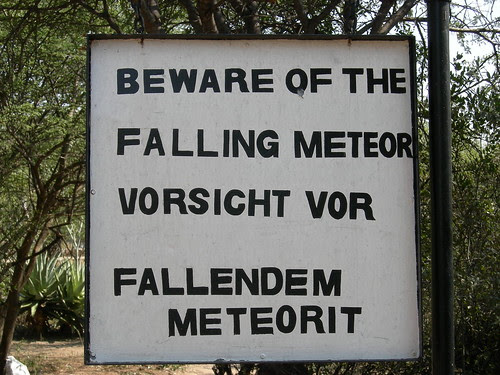 BEWARE OF THE
FALLING METEOR
VORSICHT VOR
FALLENDEM
METEORIT